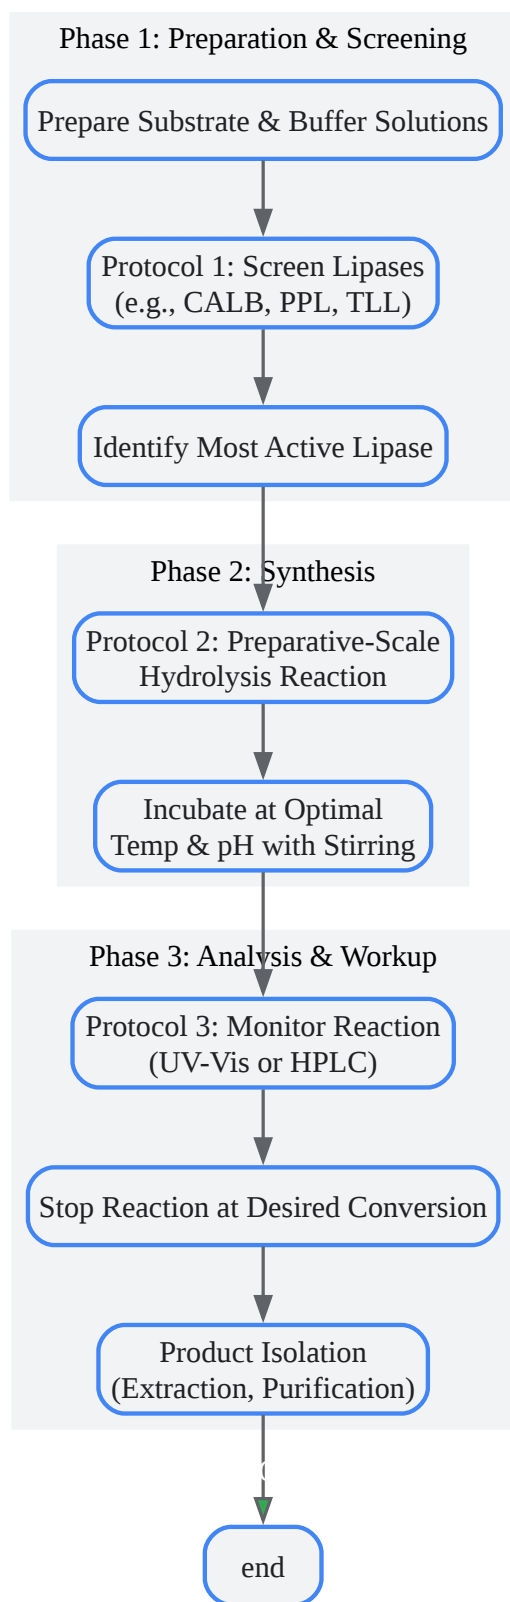 Phase 1: Preparation & Screening
Prepare Substrate & Buffer Solutions
Protocol 1: Screen Lipases
(e.g., CALB, PPL, TLL)
Identify Most Active Lipase
Phase 2: Synthesis
Protocol 2: Preparative-Scale
Hydrolysis Reaction
Incubate at Optimal
Temp & pH with Stirring
Phase 3: Analysis & Workup
Protocol 3: Monitor Reaction
(UV-Vis or HPLC)
Stop Reaction at Desired Conversion
Product Isolation
(Extraction, Purification)
end